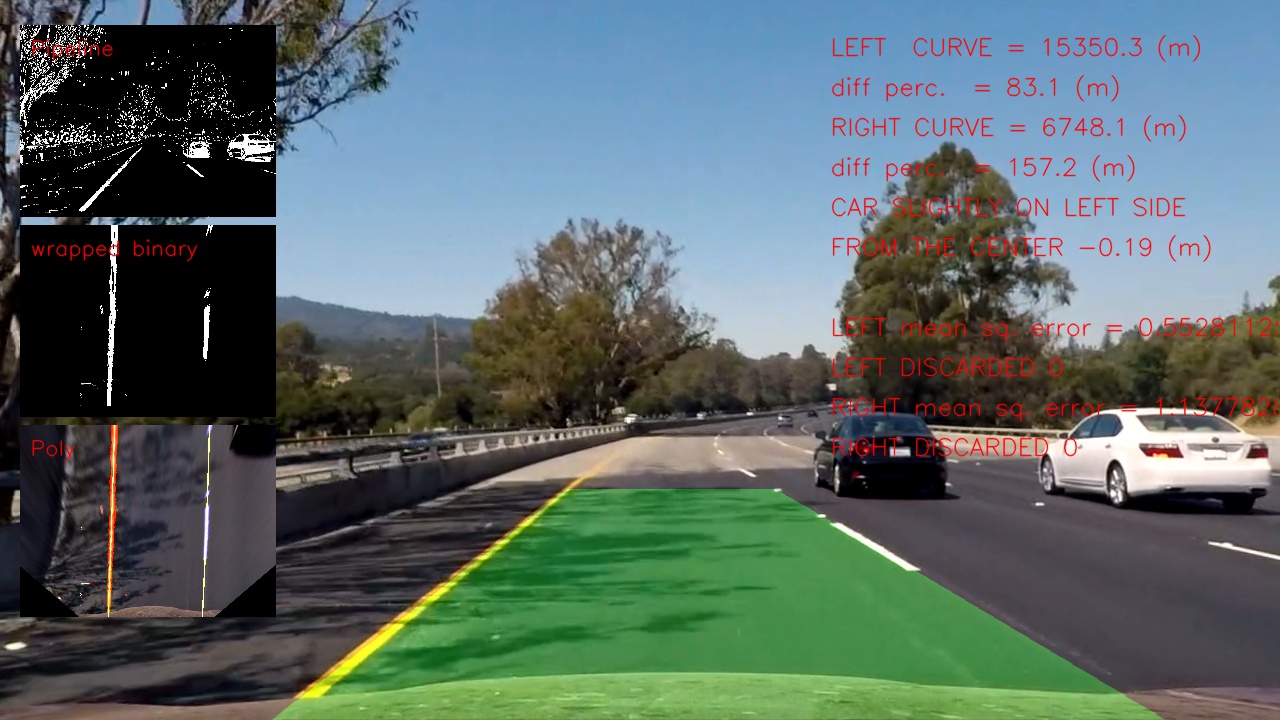 Pipeline
wrapped binary
Poly
LEFT CURVE = 15350.3 (m)
diff perc. = 83.1 (m)
RIGHT CURVE = 6748.1 (m)
diff perc. = 157.2 (m)
CAR SLIGHTLY ON LEFT SIDE
FROM THE CENTER -0.19 (m)
LEFT mean sq. error = 0.5528112
LEFT DISCARDED 0
RIGHT mean sq. error = 1.137782
RIGHT DISCARDED 0